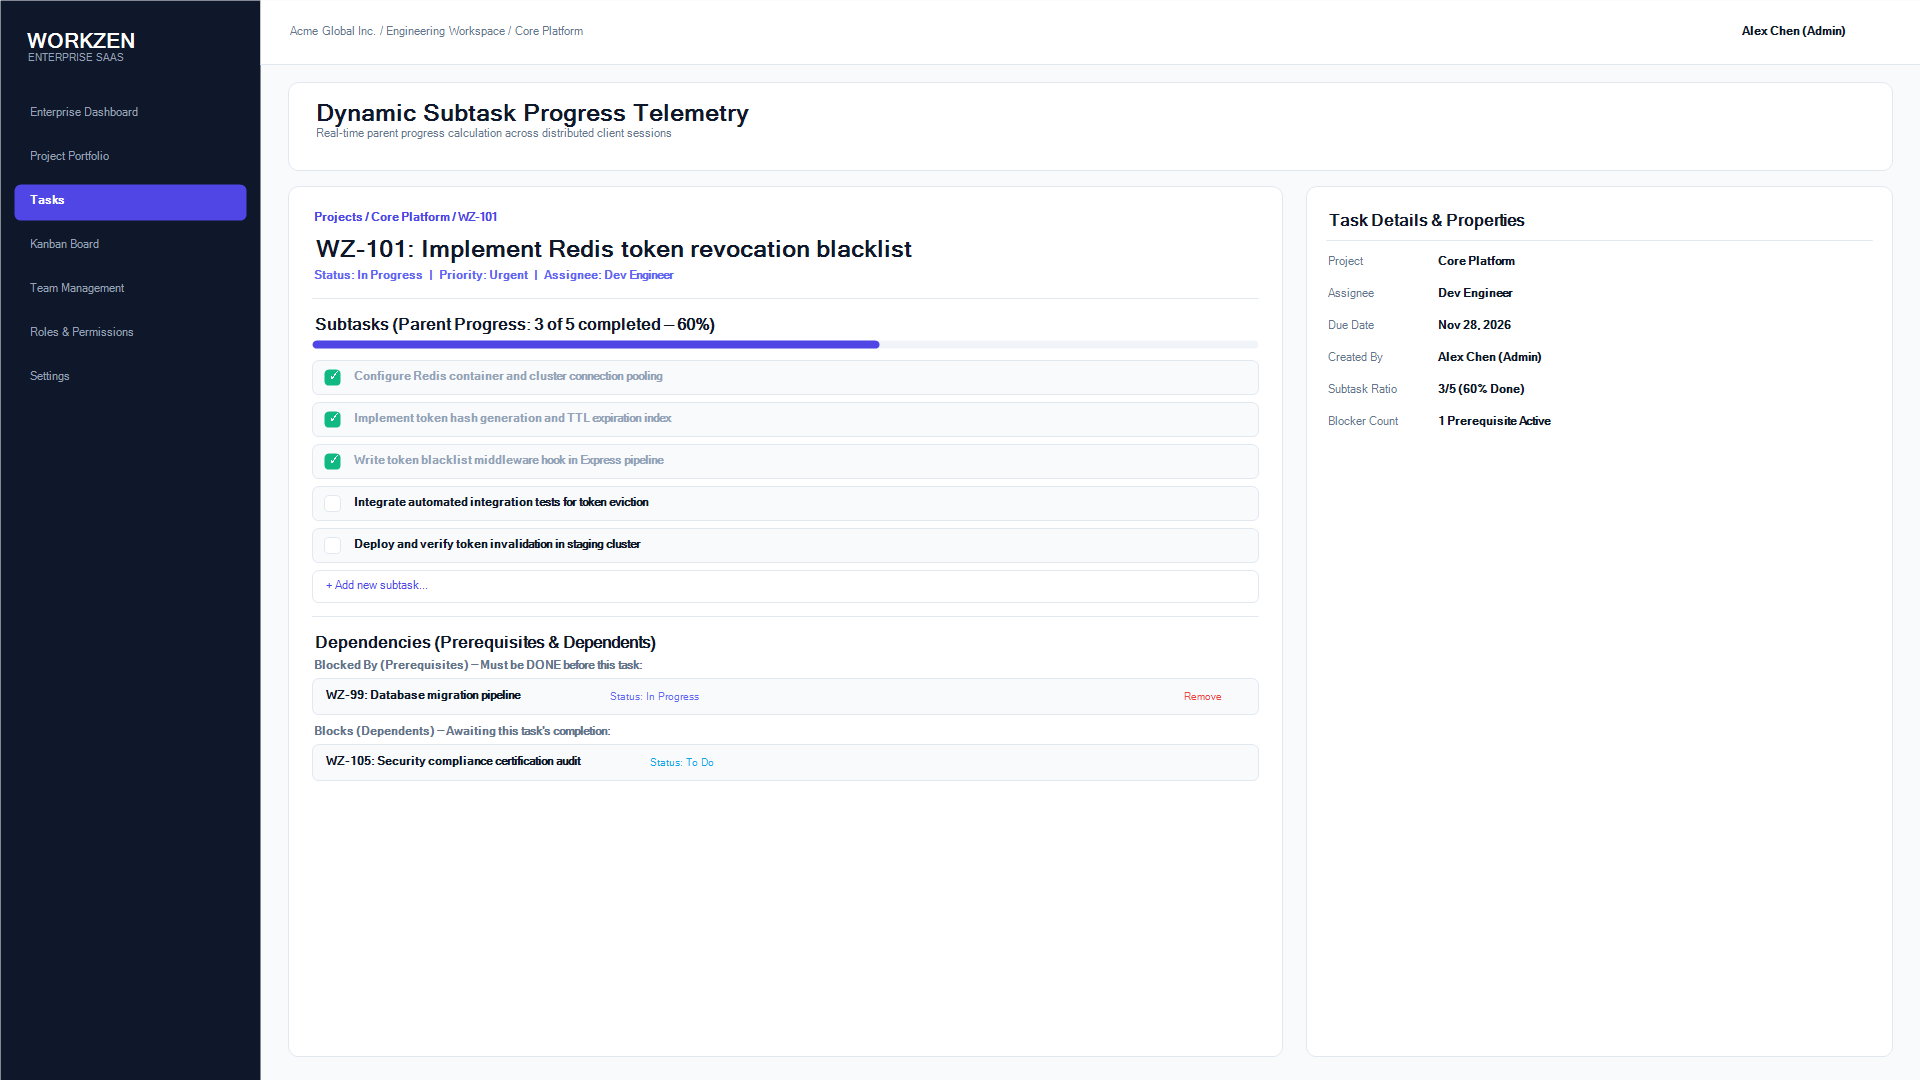 WORKZEN
ENTERPRISE SAAS
Enterprise Dashboard
Project Portfolio
Tasks
Kanban Board
Team Management
Roles & Permissions
Settings
Acme Global Inc. / Engineering Workspace / Core Platform
Alex Chen (Admin)
Dynamic Subtask Progress Telemetry
Real-time parent progress calculation across distributed client sessions
Projects / Core Platform / WZ-101
WZ-101: Implement Redis token revocation blacklist
Status: In Progress | Priority: Urgent | Assignee: Dev Engineer
Subtasks (Parent Progress: 3 of 5 completed – 60%)
Configure Redis container and cluster connection pooling
Implement token hash generation and TTL expiration index
Write token blacklist middleware hook in Express pipeline
Integrate automated integration tests for token eviction
Deploy and verify token invalidation in staging cluster
+ Add new subtask...
Dependencies (Prerequisites & Dependents)
Blocked By (Prerequisites) – Must be DONE before this task:
WZ-99: Database migration pipeline Status: In Progress Remove
Blocks (Dependents) – Awaiting this task's completion:
WZ-105: Security compliance certification audit Status: To Do
Task Details & Properties
Project Core Platform
Assignee Dev Engineer
Due Date Nov 28, 2026
Created By Alex Chen (Admin)
Subtask Ratio 3/5 (60% Done)
Blocker Count 1 Prerequisite Active